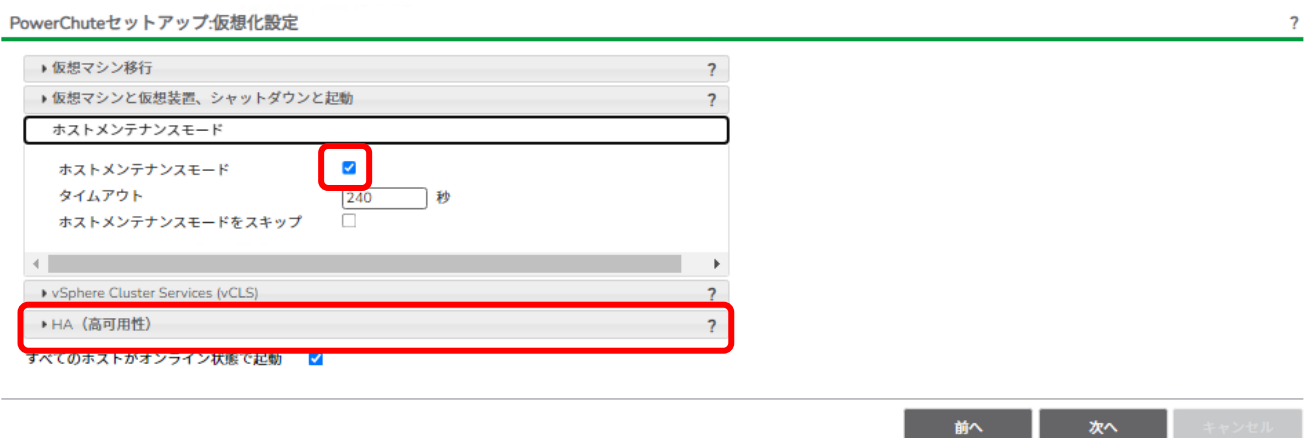 PowerChuteセットアップ:仮想化設定 ?
仮想マシン移行 ?
仮想マシンと仮想装置、シャットダウンと起動 ?
ホストメンテナンスモード
ホストメンテナンスモード
タイムアウト 240 秒
ホストメンテナンスモードをスキップ
vSphere Cluster Services (vCLS) ?
HA（高可用性） ?
すべてのホストがオンライン状態で起動
前へ 次へ キャンセル